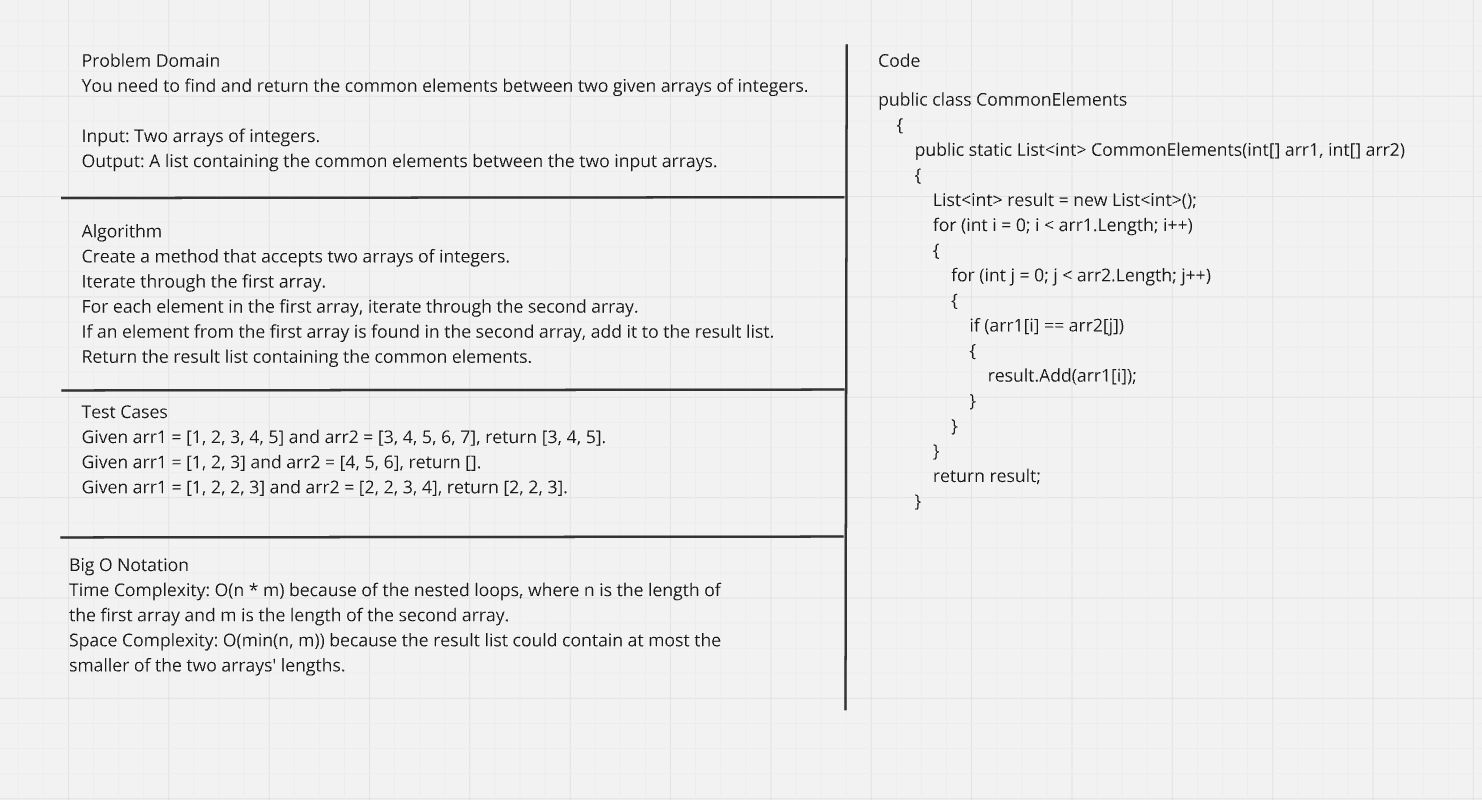 Problem Domain
You need to find and return the common elements between two given arrays of integers.
Input: Two arrays of integers.
Output: A list containing the common elements between the two input arrays.
Algorithm
Create a method that accepts two arrays of integers.
Iterate through the first array.
For each element in the first array, iterate through the second array.
If an element from the first array is found in the second array, add it to the result list.
Return the result list containing the common elements.
Test Cases
Given arr1 = [1, 2, 3, 4, 5] and arr2 = [3, 4, 5, 6, 7], return [3, 4, 5].
Given arr1 = [1, 2, 3] and arr2 = [4, 5, 6], return [].
Given arr1 = [1, 2, 2, 3] and arr2 = [2, 2, 3, 4], return [2, 2, 3].
Big O Notation
Time Complexity: O(n * m) because of the nested loops, where n is the length of
the first array and m is the length of the second array.
Space Complexity: O(min(n, m)) because the result list could contain at most the
smaller of the two arrays' lengths.
Code
public class CommonElements
{
public static List<int> CommonElements(int[] arr1, int[] arr2)
{
List<int> result = new List<int>();
for (int i = 0; i < arr1.Length; i++)
{
for (int j = 0; j < arr2.Length; j++)
{
if (arr1[i] == arr2[j])
{
result.Add(arr1[i]);
}
}
}
return result;
}